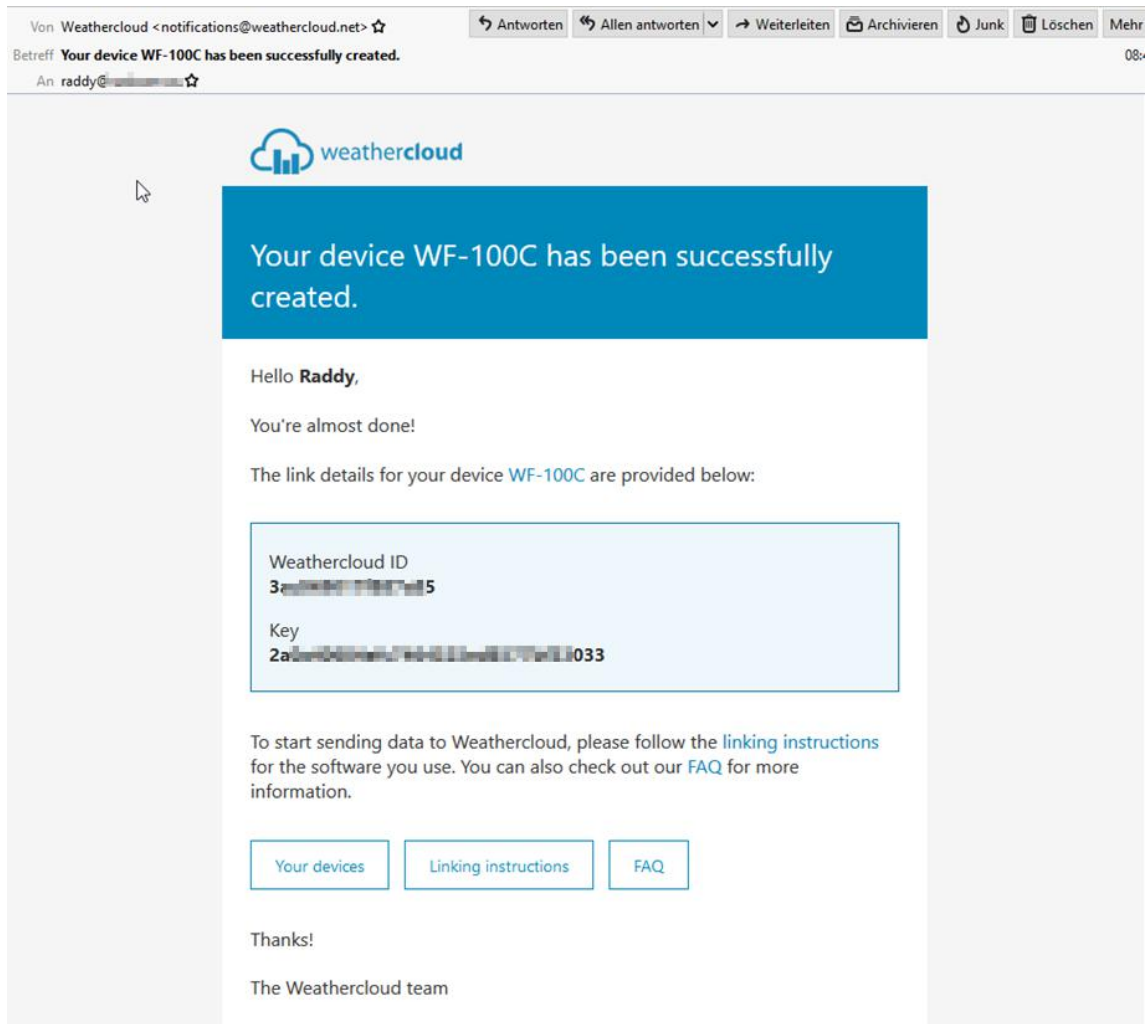 Von Weathercloud <notifications@weathercloud.net>
Antworten Allen antworten Weiterleiten Archivieren Junk Löschen Mehr
Betreff Your device WF-100C has been successfully created.
An raddy@
weathercloud
Your device WF-100C has been successfully
created.
Hello Raddy,
You're almost done!
The link details for your device WF-100C are provided below:
Weathercloud ID
Key
To start sending data to Weathercloud, please follow the linking instructions
for the software you use. You can also check out our FAQ for more
information.
Your devices Linking instructions FAQ
Thanks!
The Weathercloud team